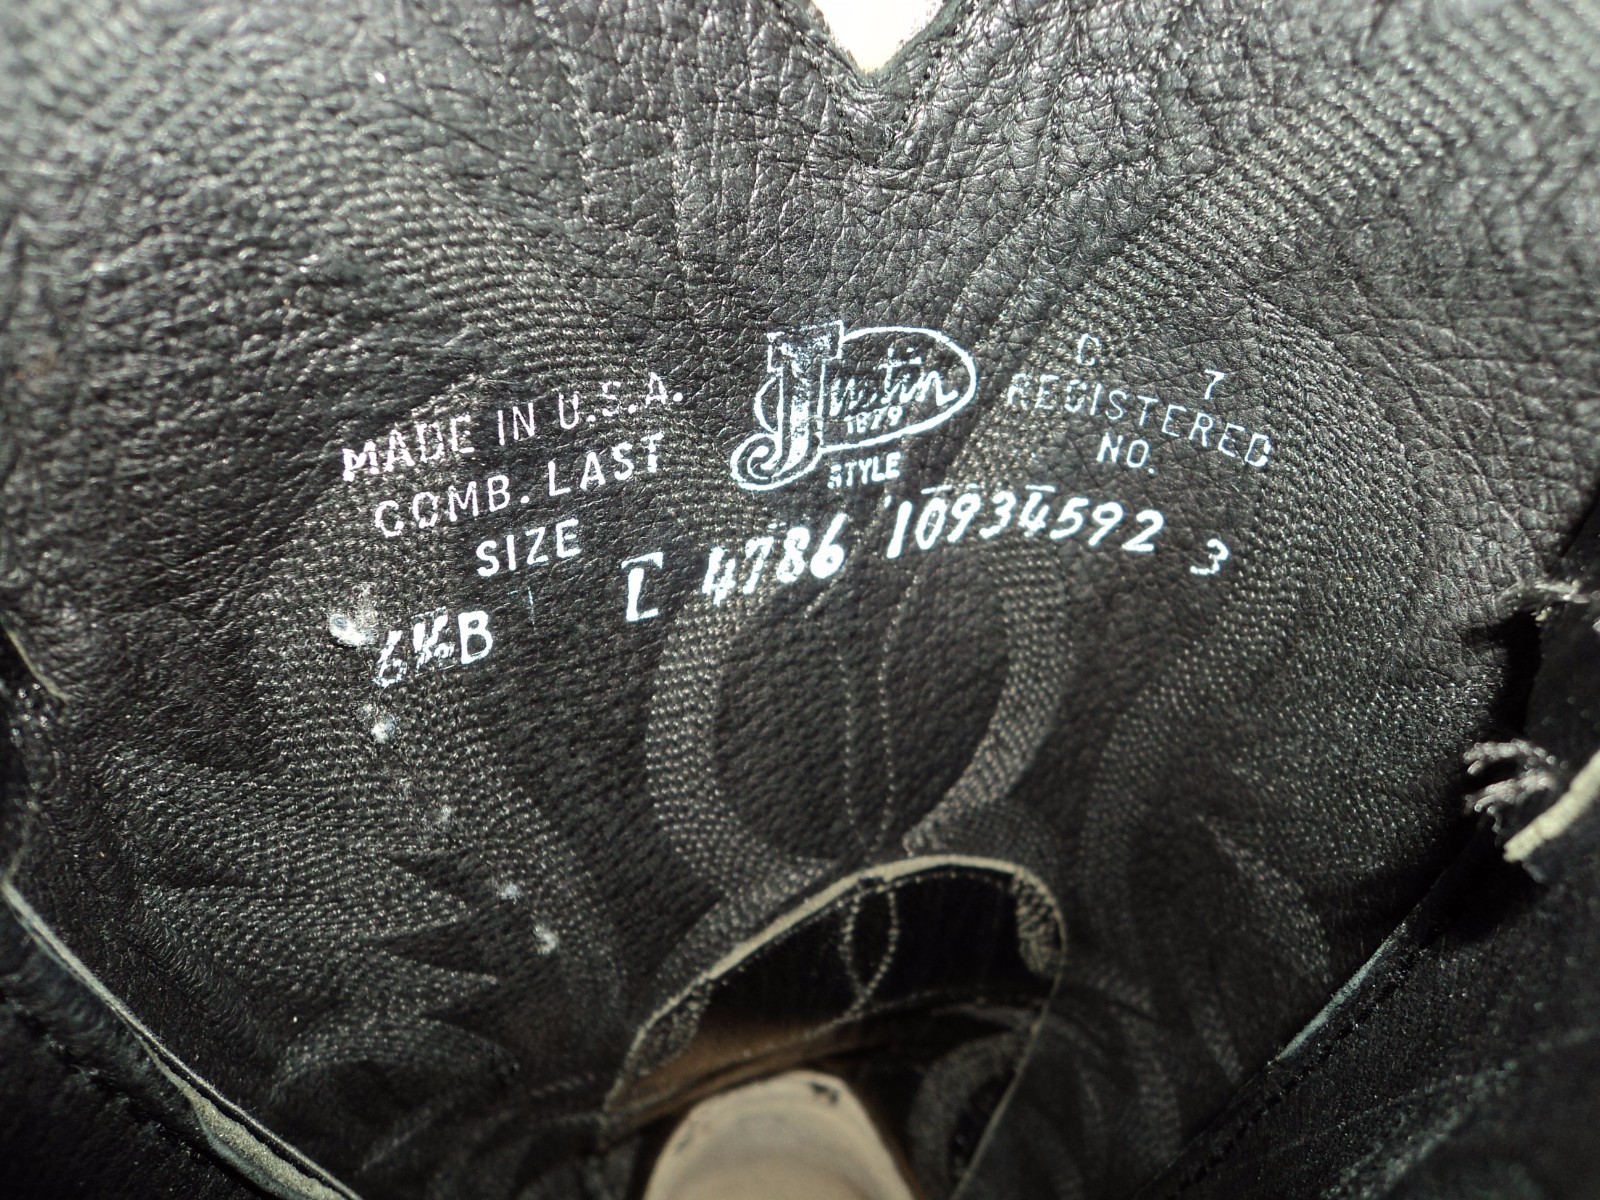 MADE IN U.S.A.
COMB. LAST
SIZE
6½B
Justin
1879
STYLE
L 4786
C 7
REGISTERED
NO.
10934592 3